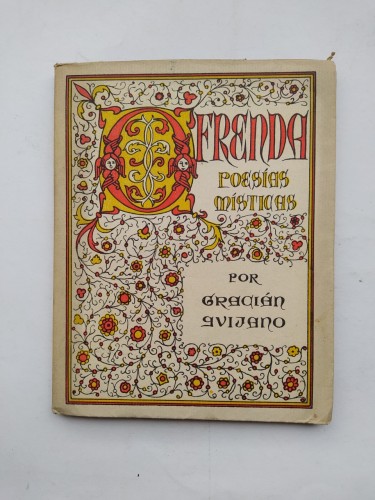 OFRENDA
POESÍAS
MÍSTICAS
POR
GRACIÁN
QUIJANO